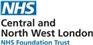 NHS
Central and
North West London
NHS Foundation Trust